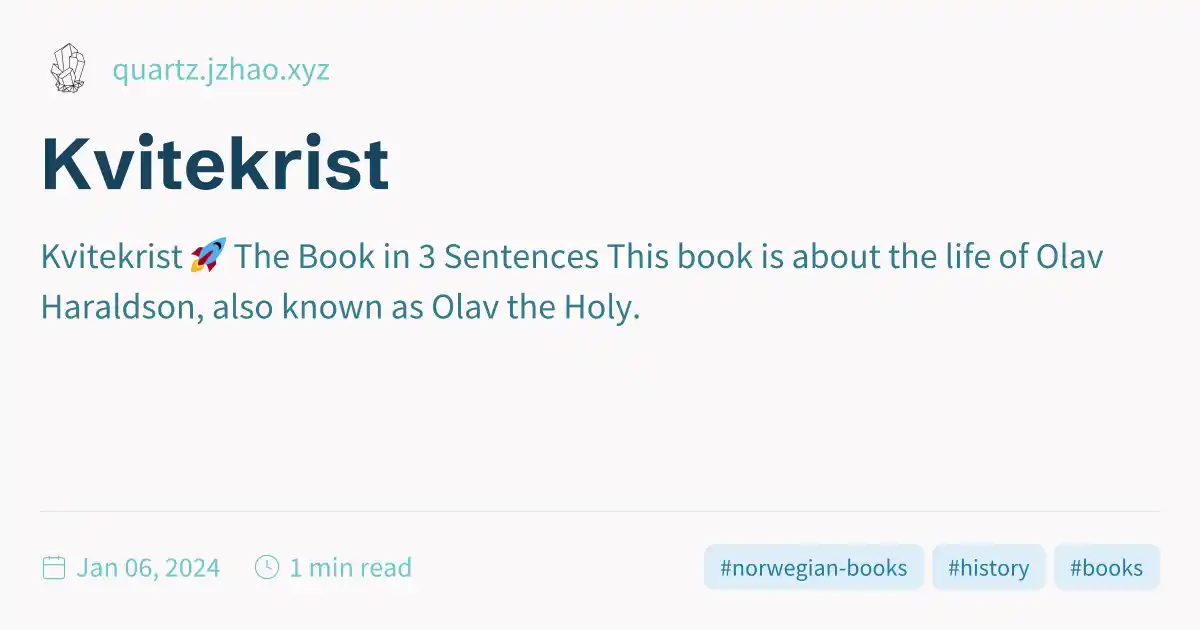 quartz.jzhao.xyz
Kvitekrist
Kvitekrist 🚀 The Book in 3 Sentences This book is about the life of Olav
Haraldson, also known as Olav the Holy.
Jan 06, 2024 1 min read #norwegian-books #history #books